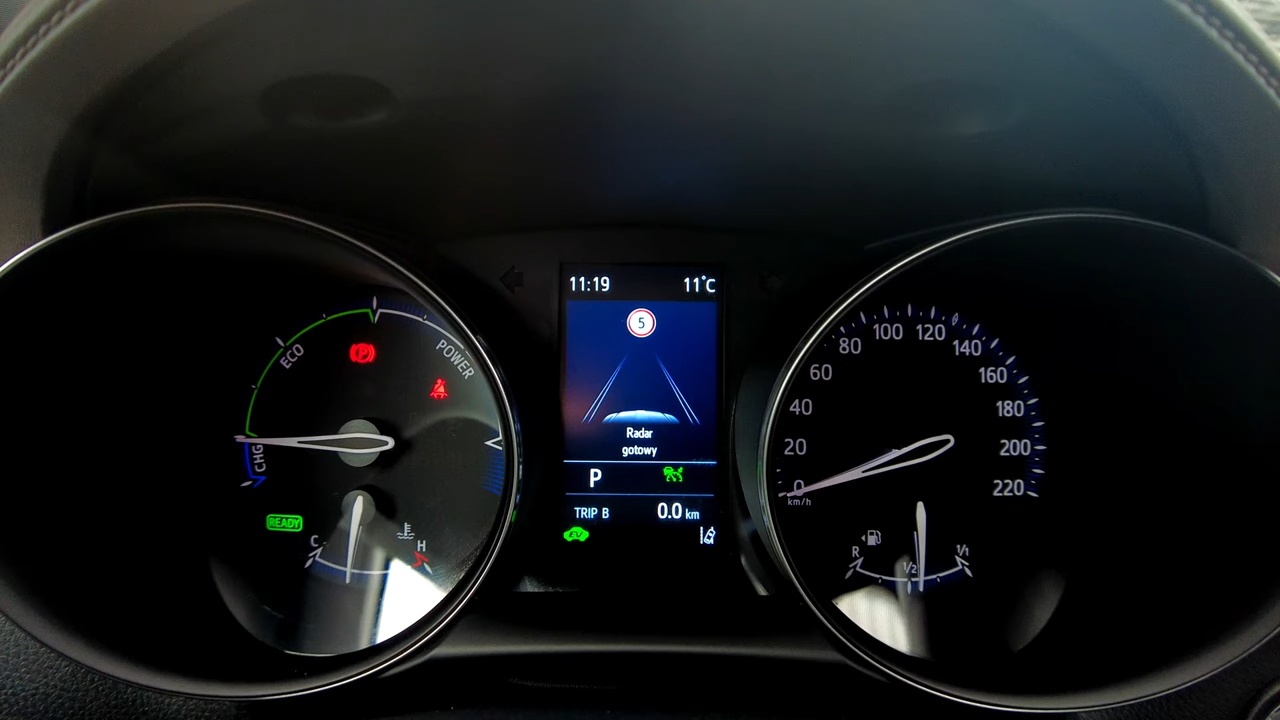 ECO
POWER
CHG
READY
C
H
11:19 11°C
5
Radar
gotowy
P
TRIP B 0.0 km
EV
0
20
40
60
80
100
120
140
160
180
200
220
km/h
R
1/2
1/1